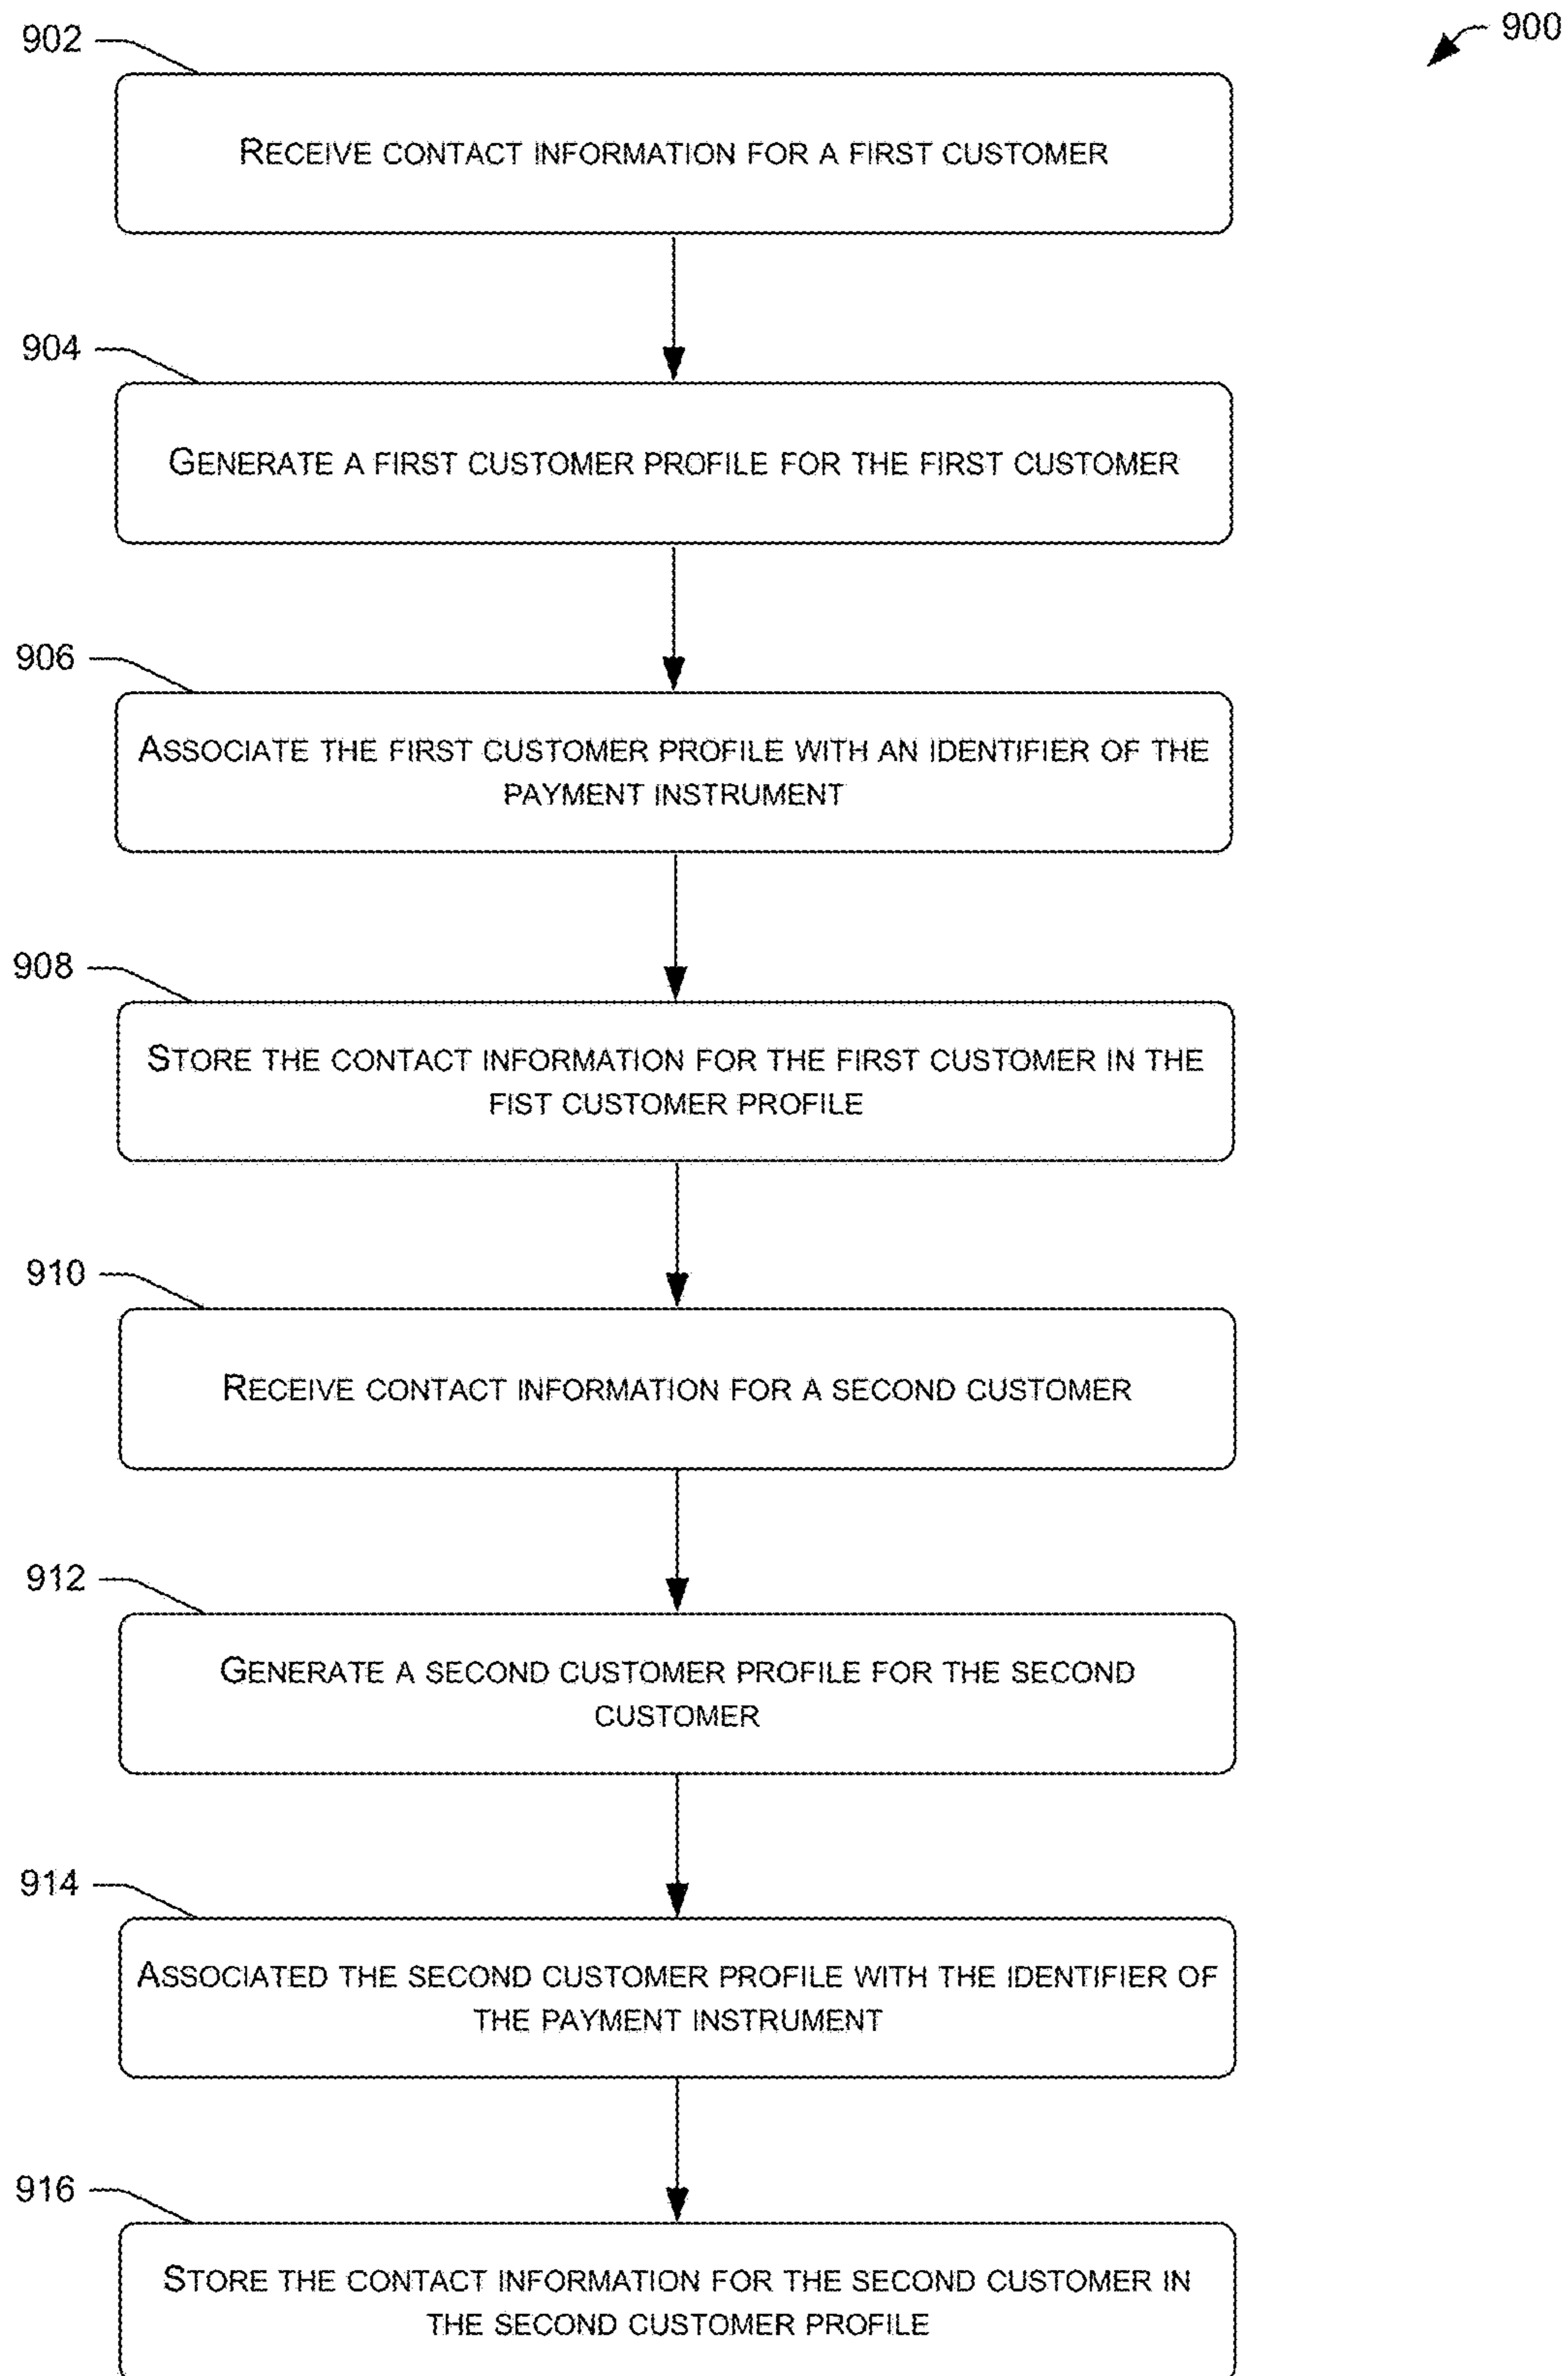 900
902
RECEIVE CONTACT INFORMATION FOR A FIRST CUSTOMER
904
GENERATE A FIRST CUSTOMER PROFILE FOR THE FIRST CUSTOMER
906
ASSOCIATE THE FIRST CUSTOMER PROFILE WITH AN IDENTIFIER OF THE
PAYMENT INSTRUMENT
908
STORE THE CONTACT INFORMATION FOR THE FIRST CUSTOMER IN THE
FIST CUSTOMER PROFILE
910
RECEIVE CONTACT INFORMATION FOR A SECOND CUSTOMER
912
GENERATE A SECOND CUSTOMER PROFILE FOR THE SECOND
CUSTOMER
914
ASSOCIATED THE SECOND CUSTOMER PROFILE WITH THE IDENTIFIER OF
THE PAYMENT INSTRUMENT
916
STORE THE CONTACT INFORMATION FOR THE SECOND CUSTOMER IN
THE SECOND CUSTOMER PROFILE